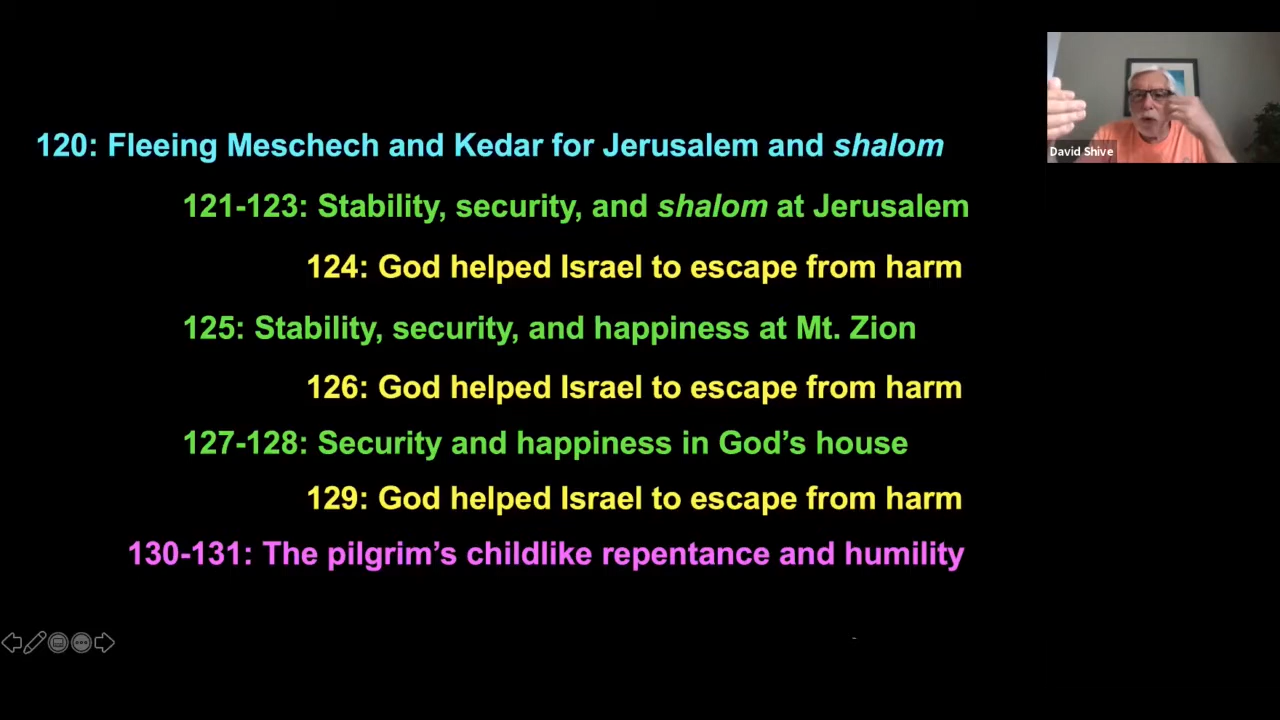 120: Fleeing Meschech and Kedar for Jerusalem and shalom
121-123: Stability, security, and shalom at Jerusalem
124: God helped Israel to escape from harm
125: Stability, security, and happiness at Mt. Zion
126: God helped Israel to escape from harm
127-128: Security and happiness in God’s house
129: God helped Israel to escape from harm
130-131: The pilgrim’s childlike repentance and humility
David Shive